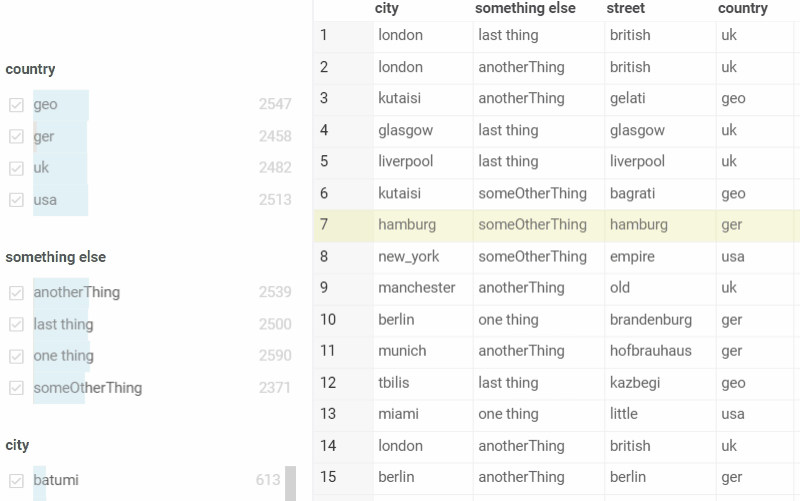 country
geo 2547
ger 2458
uk 2482
usa 2513
something else
anotherThing 2539
last thing 2500
one thing 2590
someOtherThing 2371
city
batumi 613
city something else street country
1 london last thing british uk
2 london anotherThing british uk
3 kutaisi anotherThing gelati geo
4 glasgow last thing glasgow uk
5 liverpool last thing liverpool uk
6 kutaisi someOtherThing bagrati geo
7 hamburg someOtherThing hamburg ger
8 new_york someOtherThing empire usa
9 manchester anotherThing old uk
10 berlin one thing brandenburg ger
11 munich anotherThing hofbrauhaus ger
12 tbilis last thing kazbegi geo
13 miami one thing little usa
14 london anotherThing british uk
15 berlin anotherThing berlin ger